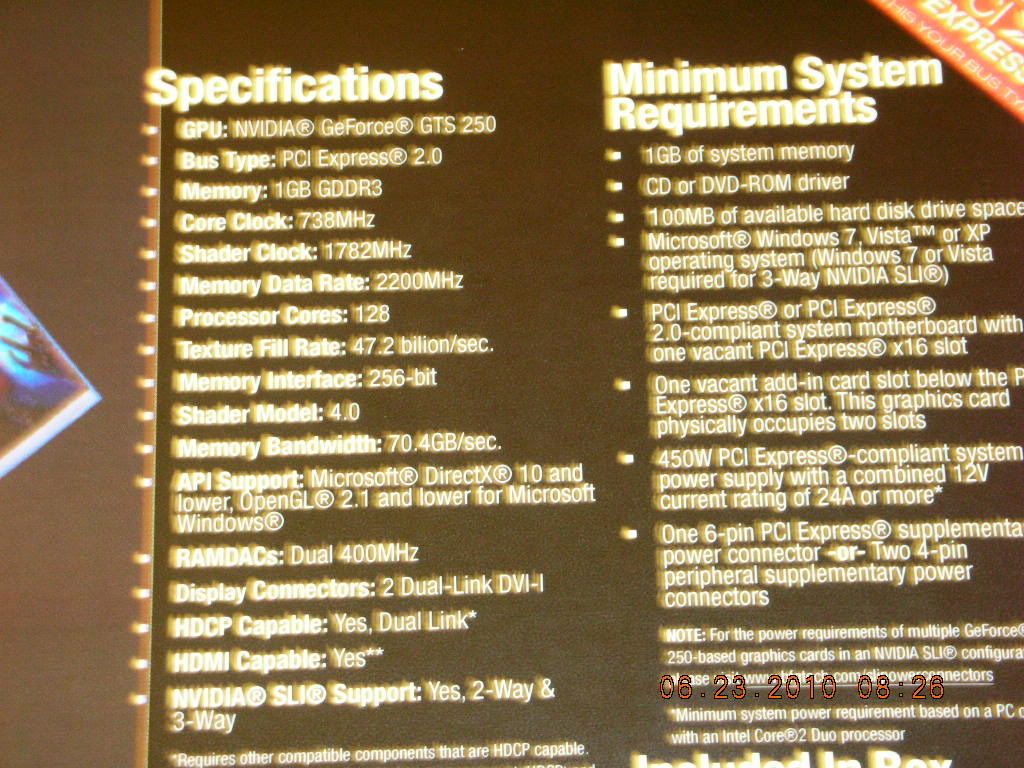 PCI 2
EXPRESS
THIS YOUR BUS TY
Specifications
GPU: NVIDIA® GeForce® GTS 250
Bus Type: PCI Express® 2.0
Memory: 1GB GDDR3
Core Clock: 738MHz
Shader Clock: 1782MHz
Memory Data Rate: 2200MHz
Processor Cores: 128
Texture Fill Rate: 47.2 bilion/sec.
Memory Interface: 256-bit
Shader Model: 4.0
Memory Bandwidth: 70.4GB/sec.
API Support: Microsoft® DirectX® 10 and
lower, OpenGL® 2.1 and lower for Microsoft
Windows®
RAMDACs: Dual 400MHz
Display Connectors: 2 Dual-Link DVI-I
HDCP Capable: Yes, Dual Link*
HDMI Capable: Yes**
NVIDIA® SLI® Support: Yes, 2-Way &
3-Way
*Requires other compatible components that are HDCP capable.
Minimum System
Requirements
1GB of system memory
CD or DVD-ROM driver
100MB of available hard disk drive space
Microsoft® Windows 7, Vista™ or XP
operating system (Windows 7 or Vista
required for 3-Way NVIDIA SLI®)
PCI Express® or PCI Express®
2.0-compliant system motherboard with
one vacant PCI Express® x16 slot
One vacant add-in card slot below the P
Express® x16 slot. This graphics card
physically occupies two slots
450W PCI Express®-compliant system
power supply with a combined 12V
current rating of 24A or more*
One 6-pin PCI Express® supplementa
power connector -or- Two 4-pin
peripheral supplementary power
connectors
NOTE: For the power requirements of multiple GeForce®
250-based graphics cards in an NVIDIA SLI® configurat
06.23.2010 08:26
*Minimum system power requirement based on a PC c
with an Intel Core®2 Duo processor
Included In Box